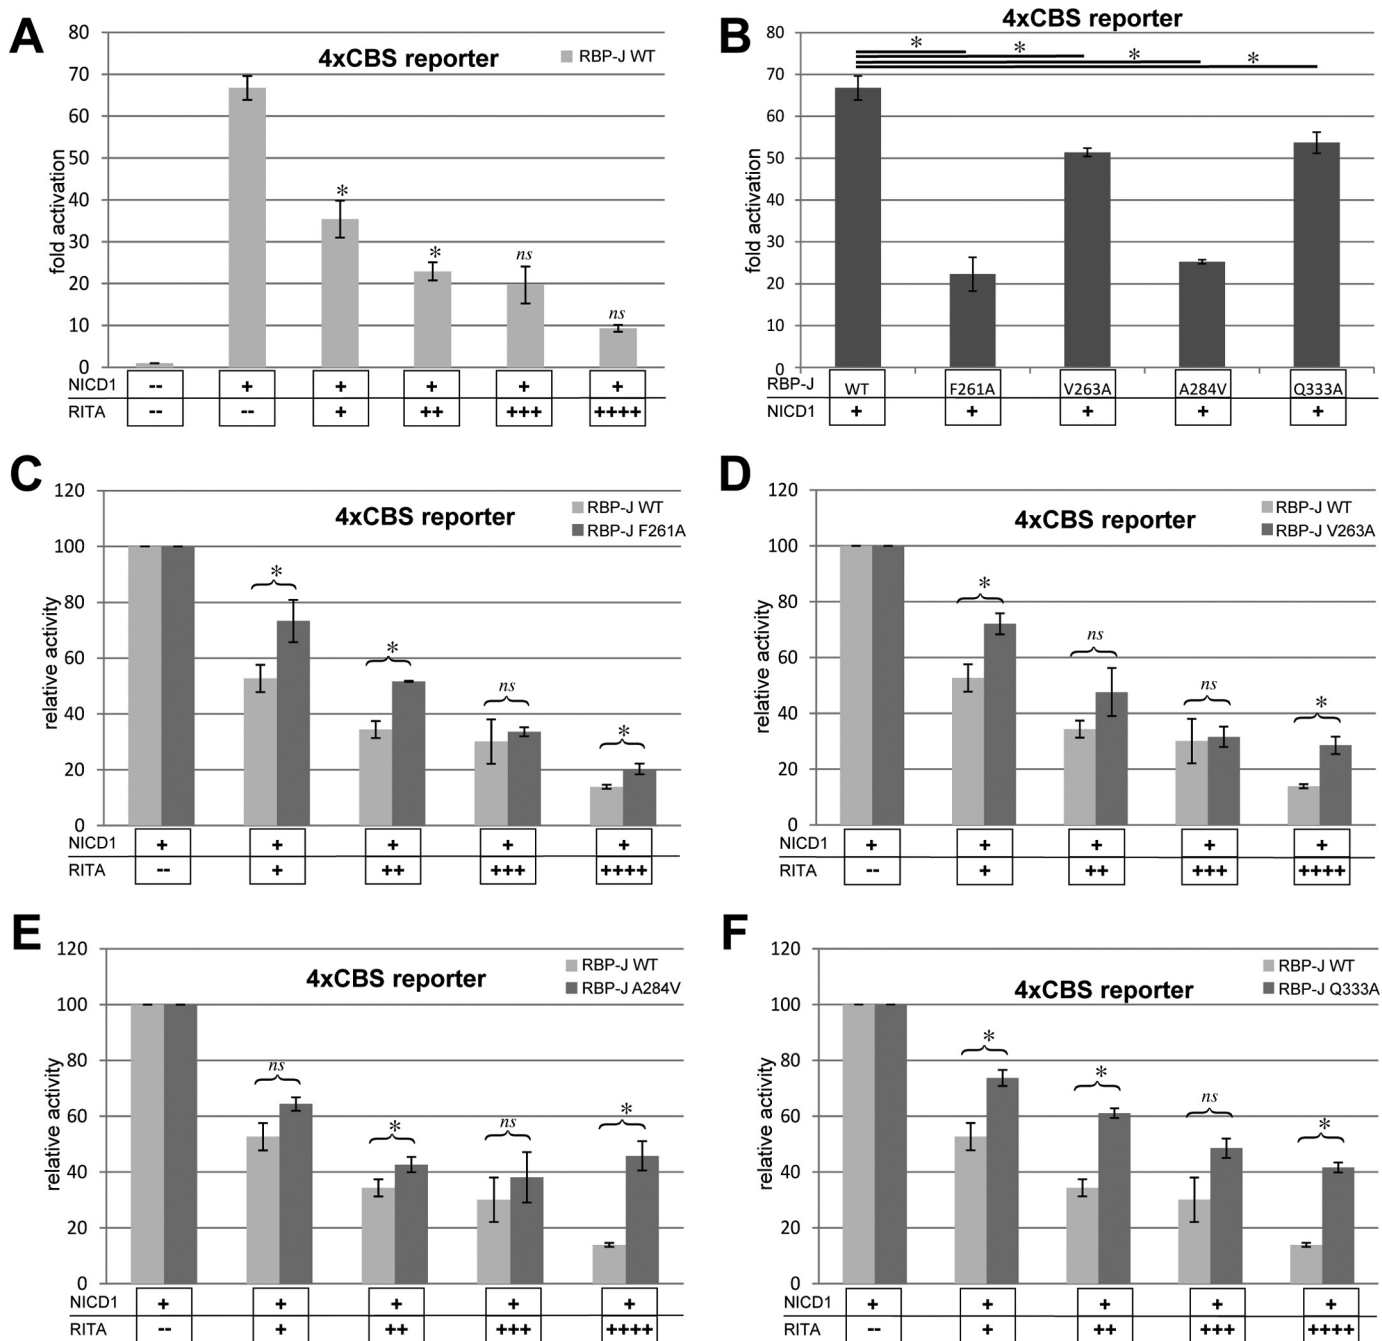 A
4xCBS reporter
RBP-J WT
fold activation
80
70
60
50
40
30
20
10
0
* * ns ns
NICD1 -- + + + + +
RITA -- -- + ++ +++ ++++
B
4xCBS reporter
fold activation
80
70
60
50
40
30
20
10
0
* * * *
RBP-J WT F261A V263A A284V Q333A
NICD1 + + + + +
C
4xCBS reporter
RBP-J WT
RBP-J F261A
relative activity
120
100
80
60
40
20
0
* * ns *
NICD1 + + + + +
RITA -- + ++ +++ ++++
D
4xCBS reporter
RBP-J WT
RBP-J V263A
relative activity
120
100
80
60
40
20
0
* ns ns *
NICD1 + + + + +
RITA -- + ++ +++ ++++
E
4xCBS reporter
RBP-J WT
RBP-J A284V
relative activity
120
100
80
60
40
20
0
ns * ns *
NICD1 + + + + +
RITA -- + ++ +++ ++++
F
4xCBS reporter
RBP-J WT
RBP-J Q333A
relative activity
120
100
80
60
40
20
0
* * ns *
NICD1 + + + + +
RITA -- + ++ +++ ++++